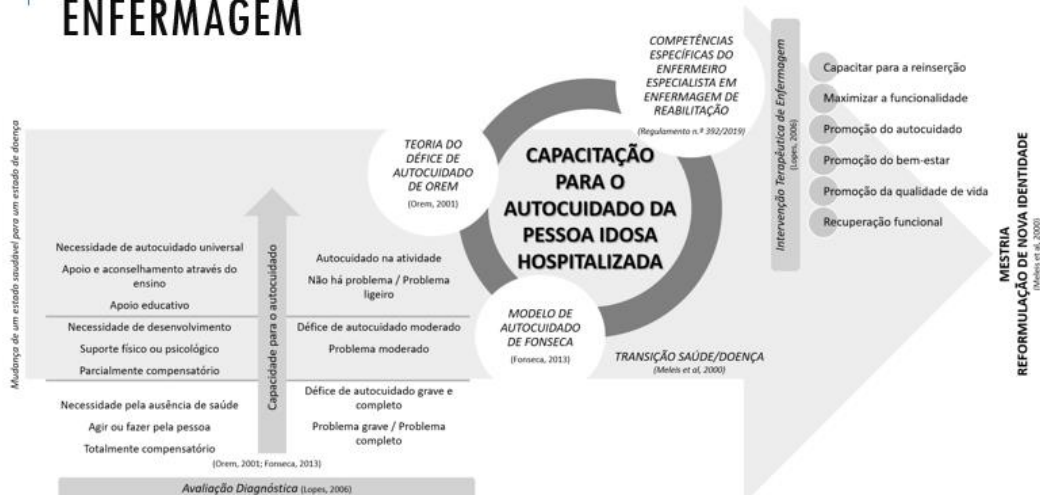 ENFERMAGEM
Mudança de um estado saudável para um estado de doença
Necessidade de autocuidado universal
Apoio e aconselhamento através do
ensino
Apoio educativo
Necessidade de desenvolvimento
Suporte físico ou psicológico
Parcialmente compensatório
Necessidade pela ausência de saúde
Agir ou fazer pela pessoa
Totalmente compensatório
Capacidade para o autocuidado
Autocuidado na atividade
Não há problema / Problema
ligeiro
Défice de autocuidado moderado
Problema moderado
Défice de autocuidado grave e
completo
Problema grave / Problema
completo
(Orem, 2001; Fonseca, 2013)
Avaliação Diagnóstica (Lopes, 2006)
TEORIA DO
DÉFICE DE
AUTOCUIDADO
DE OREM
(Orem, 2001)
COMPETÊNCIAS
ESPECÍFICAS DO
ENFERMEIRO
ESPECIALISTA EM
ENFERMAGEM DE
REABILITAÇÃO
(Regulamento n.º 392/2019)
CAPACITAÇÃO
PARA O
AUTOCUIDADO DA
PESSOA IDOSA
HOSPITALIZADA
MODELO DE
AUTOCUIDADO
DE FONSECA
(Fonseca, 2013)
TRANSIÇÃO SAÚDE/DOENÇA
(Meleis et al, 2000)
Intervenção Terapêutica de Enfermagem
(Lopes, 2006)
Capacitar para a reinserção
Maximizar a funcionalidade
Promoção do autocuidado
Promoção do bem-estar
Promoção da qualidade de vida
Recuperação funcional
MESTRIA
REFORMULAÇÃO DE NOVA IDENTIDADE
(Meleis et al, 2000)